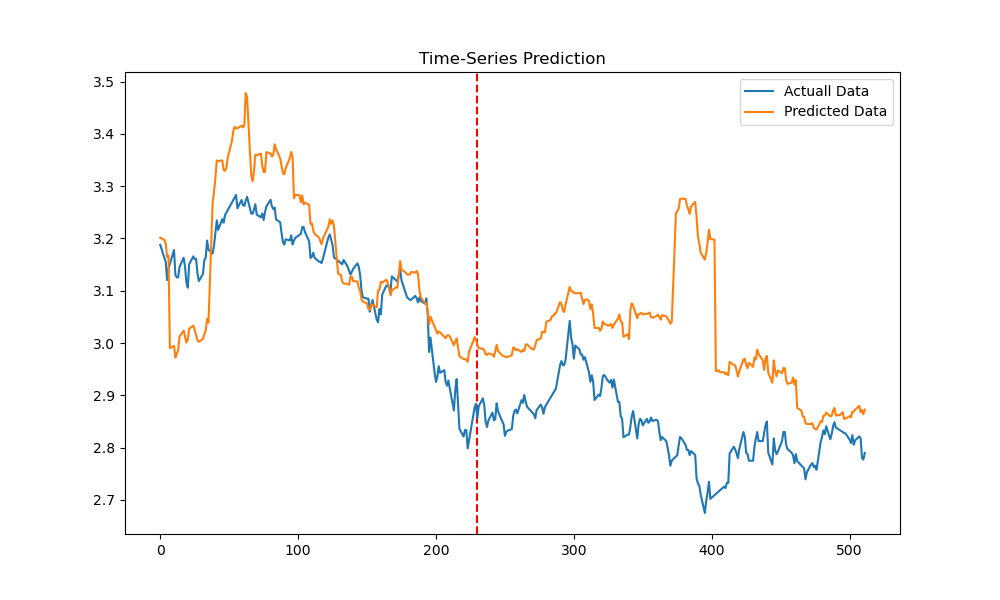 Time-Series Prediction
Actuall Data
Predicted Data
3.5
3.4
3.3
3.2
3.1
3.0
2.9
2.8
2.7
0 100 200 300 400 500